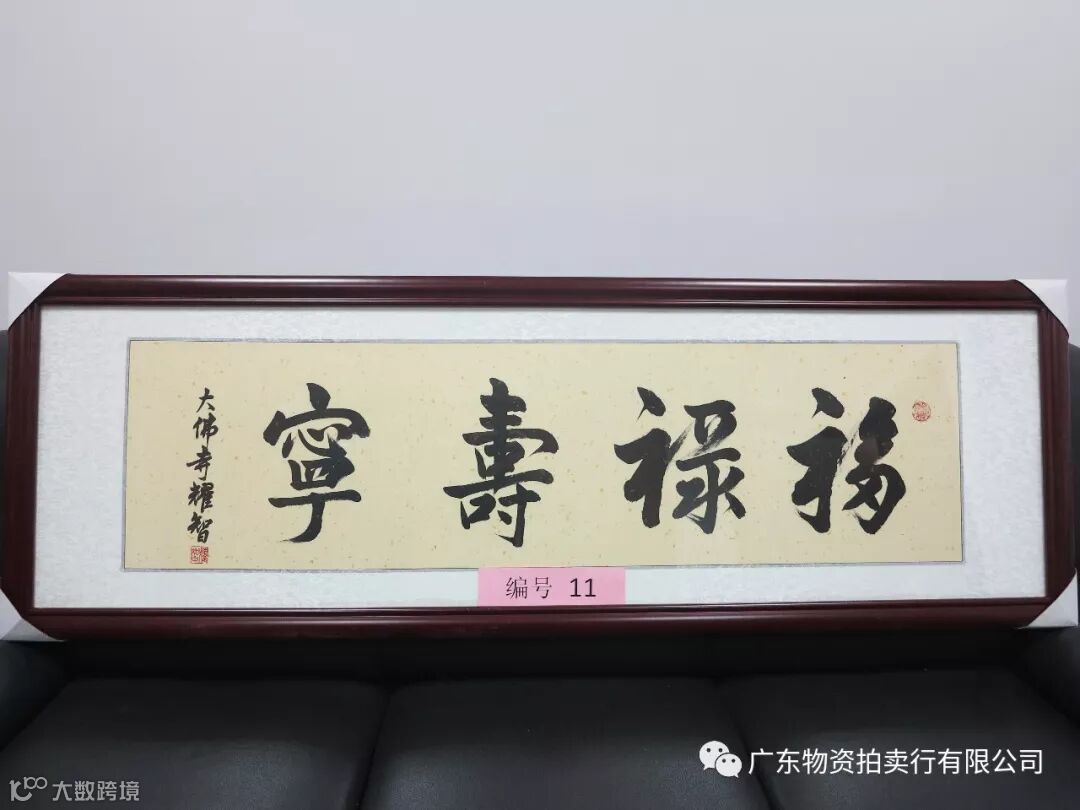 福祿壽寧
大佛寺耀智
编号 11
广东物资拍卖行有限公司
大数跨境